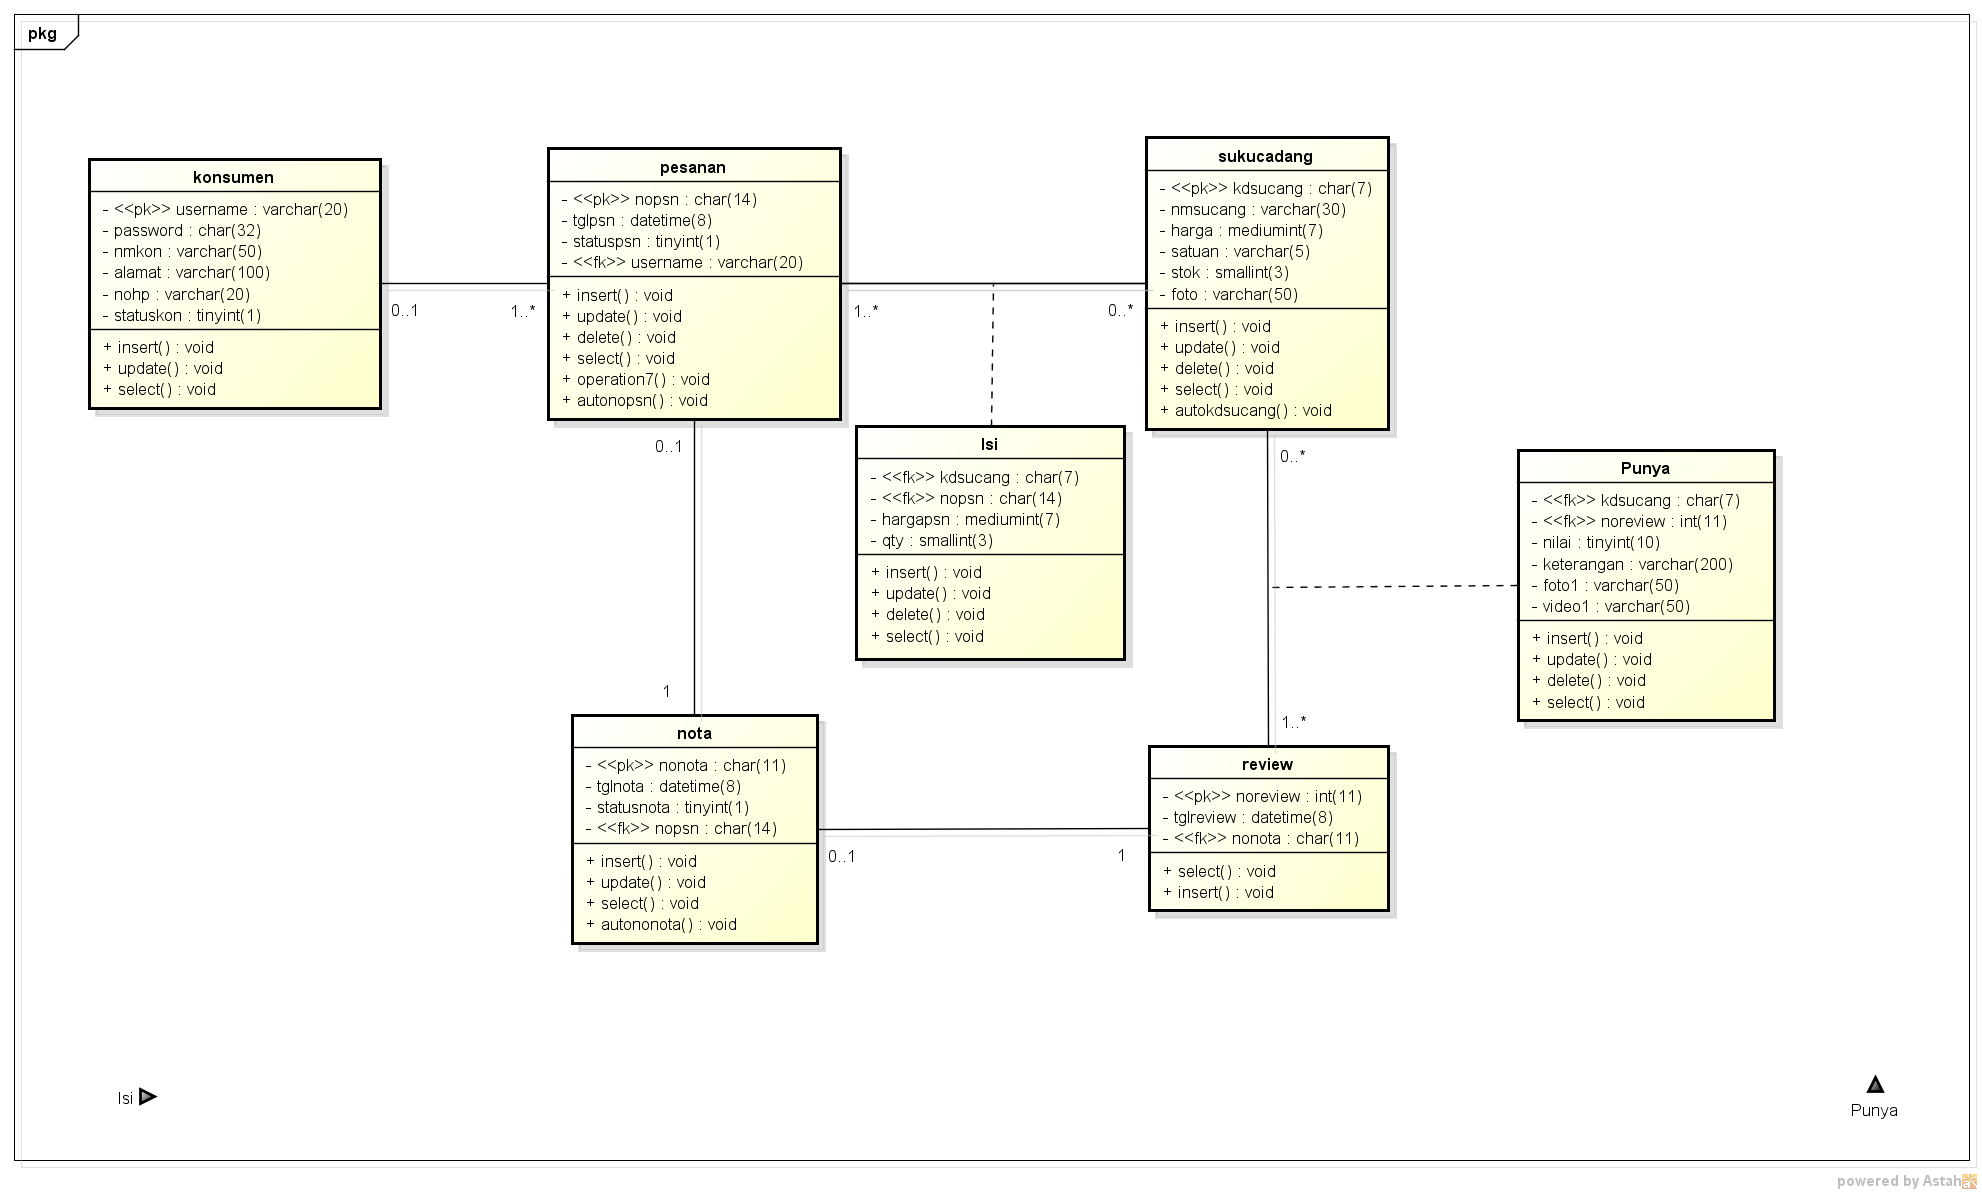 pkg
konsumen
- <<pk>> username : varchar(20)
- password : char(32)
- nmkon : varchar(50)
- alamat : varchar(100)
- nohp : varchar(20)
- statuskon : tinyint(1)
+ insert() : void
+ update() : void
+ select() : void
0..1
1..*
pesanan
- <<pk>> nopsn : char(14)
- tglpsn : datetime(8)
- statuspsn : tinyint(1)
- <<fk>> username : varchar(20)
+ insert() : void
+ update() : void
+ delete() : void
+ select() : void
+ operation7() : void
+ autonopsn() : void
1..*
0..*
sukucadang
- <<pk>> kdsucang : char(7)
- nmsucang : varchar(30)
- harga : mediumint(7)
- satuan : varchar(5)
- stok : smallint(3)
- foto : varchar(50)
+ insert() : void
+ update() : void
+ delete() : void
+ select() : void
+ autokdsucang() : void
0..1
1
Isi
- <<fk>> kdsucang : char(7)
- <<fk>> nopsn : char(14)
- hargapsn : mediumint(7)
- qty : smallint(3)
+ insert() : void
+ update() : void
+ delete() : void
+ select() : void
0..*
1..*
Punya
- <<fk>> kdsucang : char(7)
- <<fk>> noreview : int(11)
- nilai : tinyint(10)
- keterangan : varchar(200)
- foto1 : varchar(50)
- video1 : varchar(50)
+ insert() : void
+ update() : void
+ delete() : void
+ select() : void
nota
- <<pk>> nonota : char(11)
- tglnota : datetime(8)
- statusnota : tinyint(1)
- <<fk>> nopsn : char(14)
+ insert() : void
+ update() : void
+ select() : void
+ autononota() : void
0..1
1
review
- <<pk>> noreview : int(11)
- tglreview : datetime(8)
- <<fk>> nonota : char(11)
+ select() : void
+ insert() : void
Isi
Punya
powered by Astah